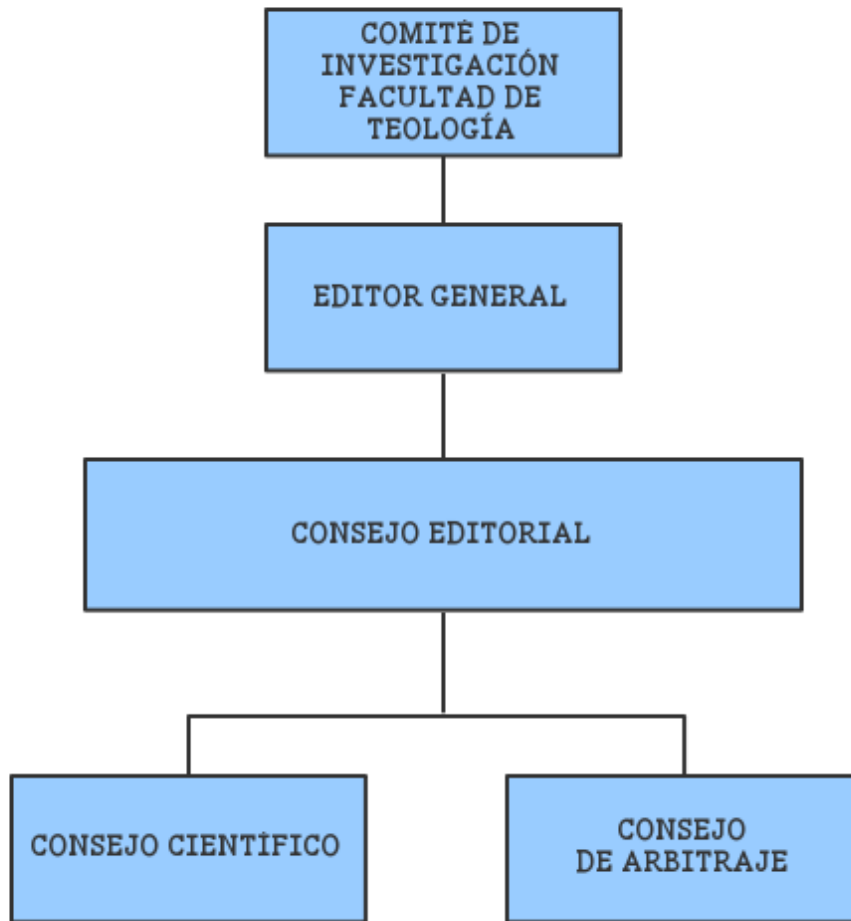 COMITÉ DE
INVESTIGACIÓN
FACULTAD DE
TEOLOGÍA
EDITOR GENERAL
CONSEJO EDITORIAL
CONSEJO CIENTÍFICO
CONSEJO
DE ARBITRAJE